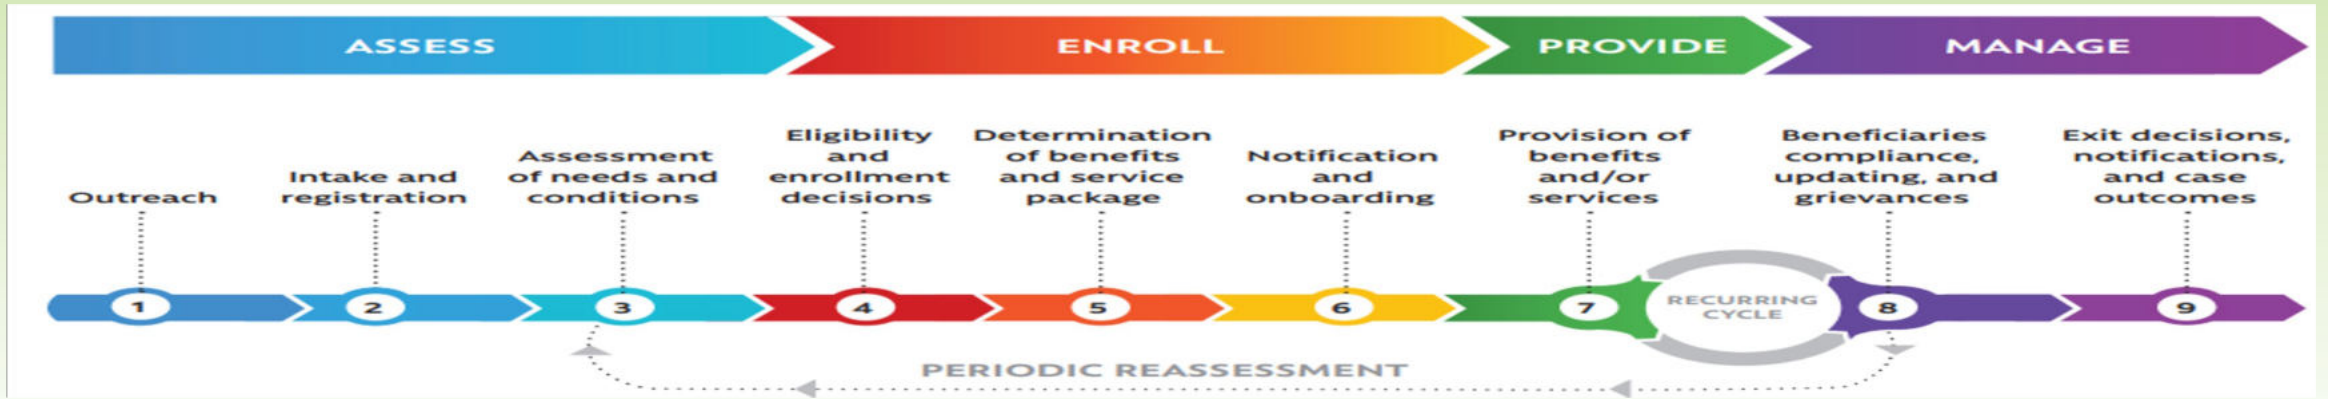 ASSESS
ENROLL
PROVIDE
MANAGE
Outreach
Intake and
registration
Assessment
of needs and
conditions
Eligibility
and
enrollment
decisions
Determination
of benefits
and service
package
Notification
and
onboarding
Provision of
benefits
and/or
services
Beneficiaries
compliance,
updating, and
grievances
Exit decisions,
notifications,
and case
outcomes
1
2
3
4
5
6
7
RECURRING
CYCLE
8
9
PERIODIC REASSESSMENT